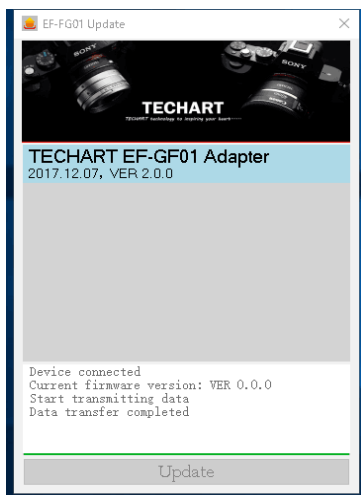 EF-FG01 Update
SONY
SONY
TECHART
TECHART technology to inspiring your heart
TECHART EF-GF01 Adapter
2017.12.07, VER 2.0.0
Device connected
Current firmware version: VER 0.0.0
Start transmitting data
Data transfer completed
Update